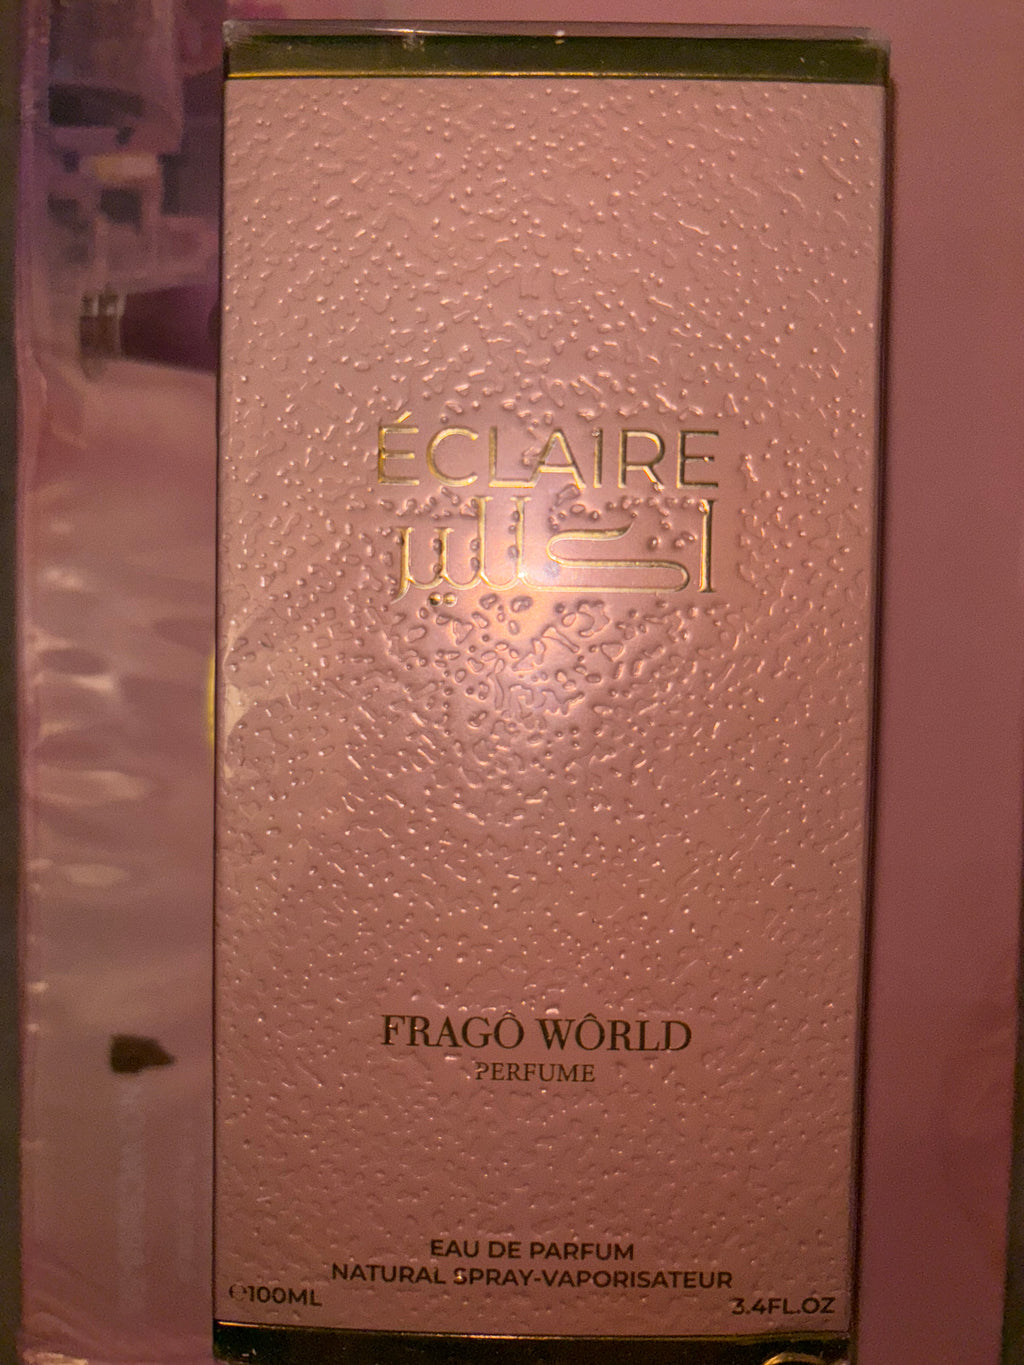 ÉCLAIRE
اكلير
FRAGÔ WÔRLD
PERFUME
EAU DE PARFUM
NATURAL SPRAY-VAPORISATEUR
℮100ML
3.4FL.OZ